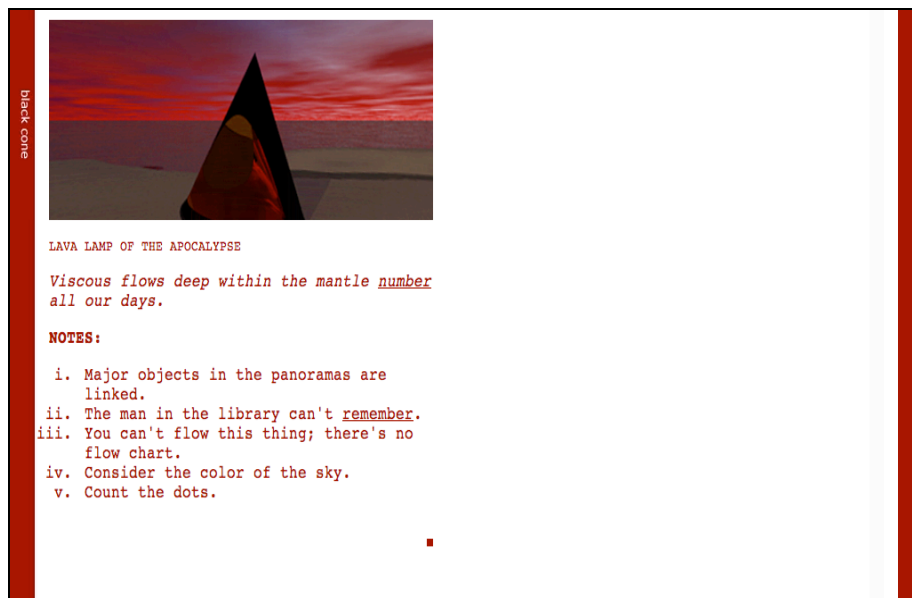 black cone
LAVA LAMP OF THE APOCALYPSE
Viscous flows deep within the mantle number
all our days.
NOTES:
i. Major objects in the panoramas are
linked.
ii. The man in the library can't remember.
iii. You can't flow this thing; there's no
flow chart.
iv. Consider the color of the sky.
v. Count the dots.